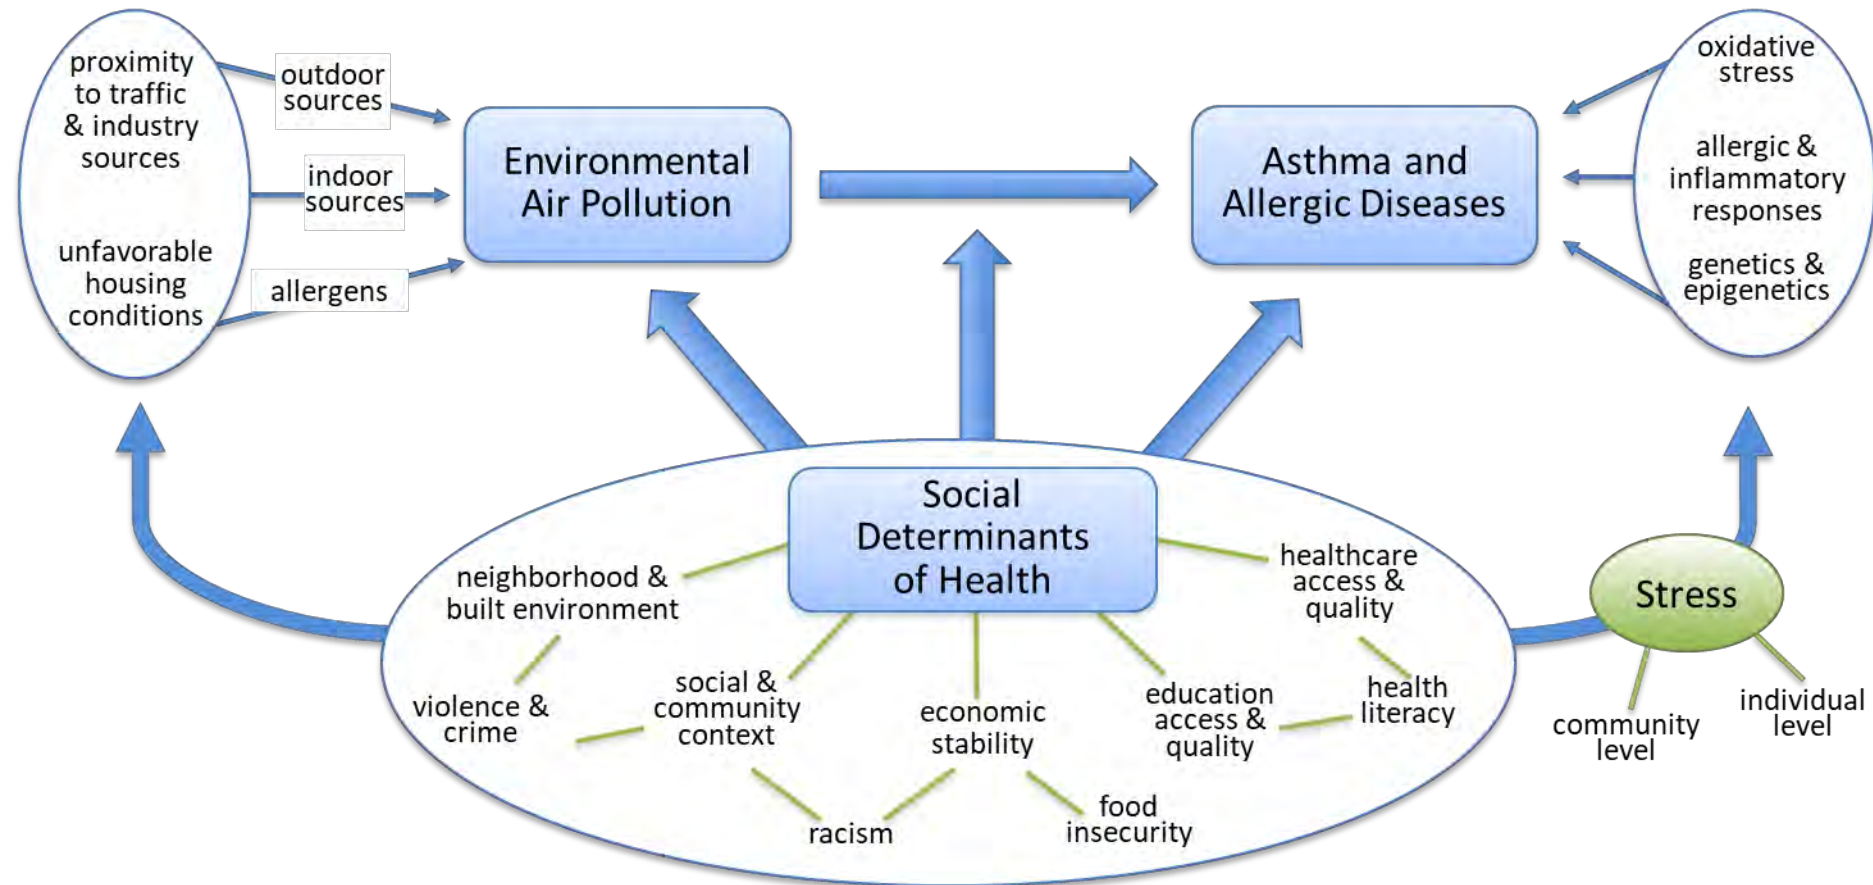 proximity
to traffic
& industry
sources
unfavorable
housing
conditions
outdoor
sources
indoor
sources
allergens
Environmental
Air Pollution
Asthma and
Allergic Diseases
oxidative
stress
allergic &
inflammatory
responses
genetics &
epigenetics
Social
Determinants
of Health
neighborhood &
built environment
violence &
crime
social &
community
context
racism
economic
stability
food
insecurity
education
access &
quality
healthcare
access &
quality
health
literacy
Stress
community
level
individual
level